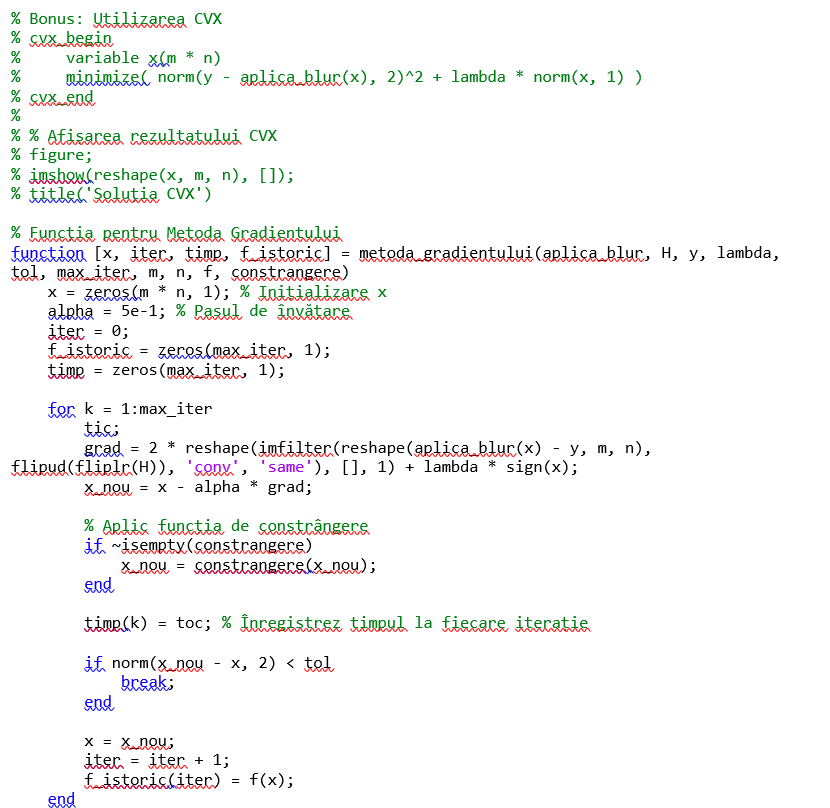 % Bonus: Utilizarea CVX
% cvx_begin
%     variable x(m * n)
%     minimize( norm(y - aplica_blur(x), 2)^2 + lambda * norm(x, 1) )
% cvx_end
%
% % Afisarea rezultatului CVX
% figure;
% imshow(reshape(x, m, n), []);
% title('Solutia CVX')
% Functia pentru Metoda Gradientului
function [x, iter, timp, f_istoric] = metoda_gradientului(aplica_blur, H, y, lambda,
tol, max_iter, m, n, f, constrangere)
    x = zeros(m * n, 1); % Initializare x
    alpha = 5e-1; % Pasul de învătare
    iter = 0;
    f_istoric = zeros(max_iter, 1);
    timp = zeros(max_iter, 1);
    for k = 1:max_iter
        tic;
        grad = 2 * reshape(imfilter(reshape(aplica_blur(x) - y, m, n),
flipud(fliplr(H)), 'conv', 'same'), [], 1) + lambda * sign(x);
        x_nou = x - alpha * grad;
        % Aplic functia de constrângere
        if ~isempty(constrangere)
            x_nou = constrangere(x_nou);
        end
        timp(k) = toc; % Înregistrez timpul la fiecare iteratie
        if norm(x_nou - x, 2) < tol
            break;
        end
        x = x_nou;
        iter = iter + 1;
        f_istoric(iter) = f(x);
    end